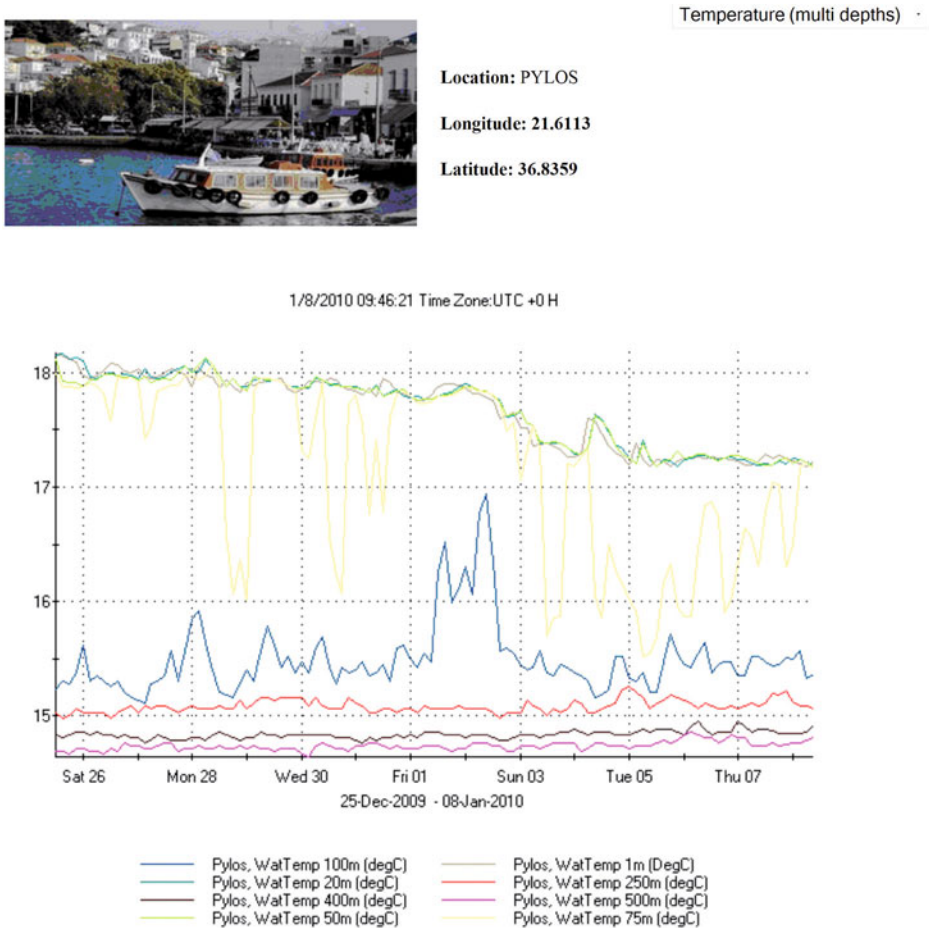 Temperature (multi depths)
Location: PYLOS
Longitude: 21.6113
Latitude: 36.8359
1/8/2010 09:46:21 Time Zone:UTC +0 H
18
17
16
15
Sat 26 Mon 28 Wed 30 Fri 01 Sun 03 Tue 05 Thu 07
25-Dec-2009 - 08-Jan-2010
Pylos, WatTemp 100m (degC) Pylos, WatTemp 1m (DegC)
Pylos, WatTemp 20m (degC) Pylos, WatTemp 250m (degC)
Pylos, WatTemp 400m (degC) Pylos, WatTemp 500m (degC)
Pylos, WatTemp 50m (degC) Pylos, WatTemp 75m (degC)